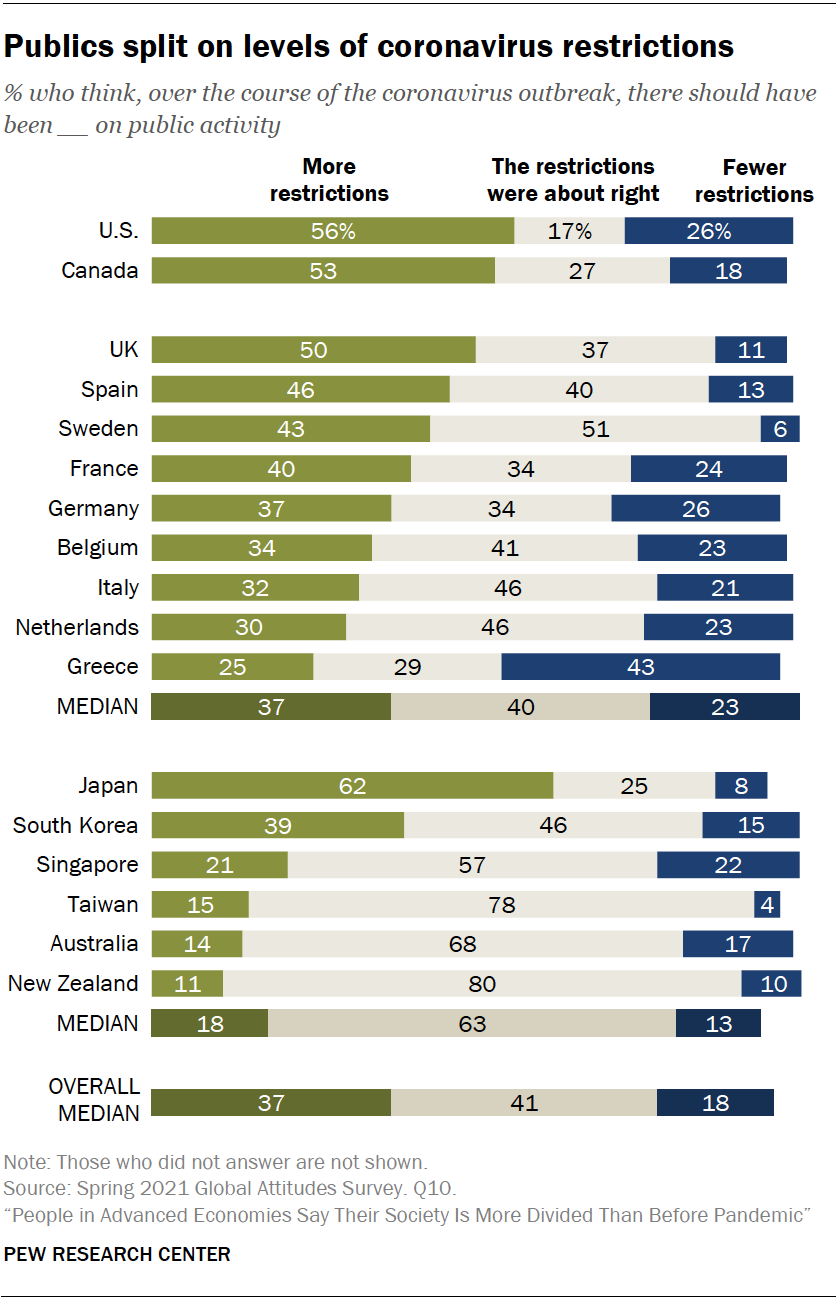 Publics split on levels of coronavirus restrictions
% who think, over the course of the coronavirus outbreak, there should have
been __ on public activity
More restrictions
The restrictions were about right
Fewer restrictions
U.S. 56% 17% 26%
Canada 53 27 18
UK 50 37 11
Spain 46 40 13
Sweden 43 51 6
France 40 34 24
Germany 37 34 26
Belgium 34 41 23
Italy 32 46 21
Netherlands 30 46 23
Greece 25 29 43
MEDIAN 37 40 23
Japan 62 25 8
South Korea 39 46 15
Singapore 21 57 22
Taiwan 15 78 4
Australia 14 68 17
New Zealand 11 80 10
MEDIAN 18 63 13
OVERALL
MEDIAN 37 41 18
Note: Those who did not answer are not shown.
Source: Spring 2021 Global Attitudes Survey. Q10.
“People in Advanced Economies Say Their Society Is More Divided Than Before Pandemic”
PEW RESEARCH CENTER